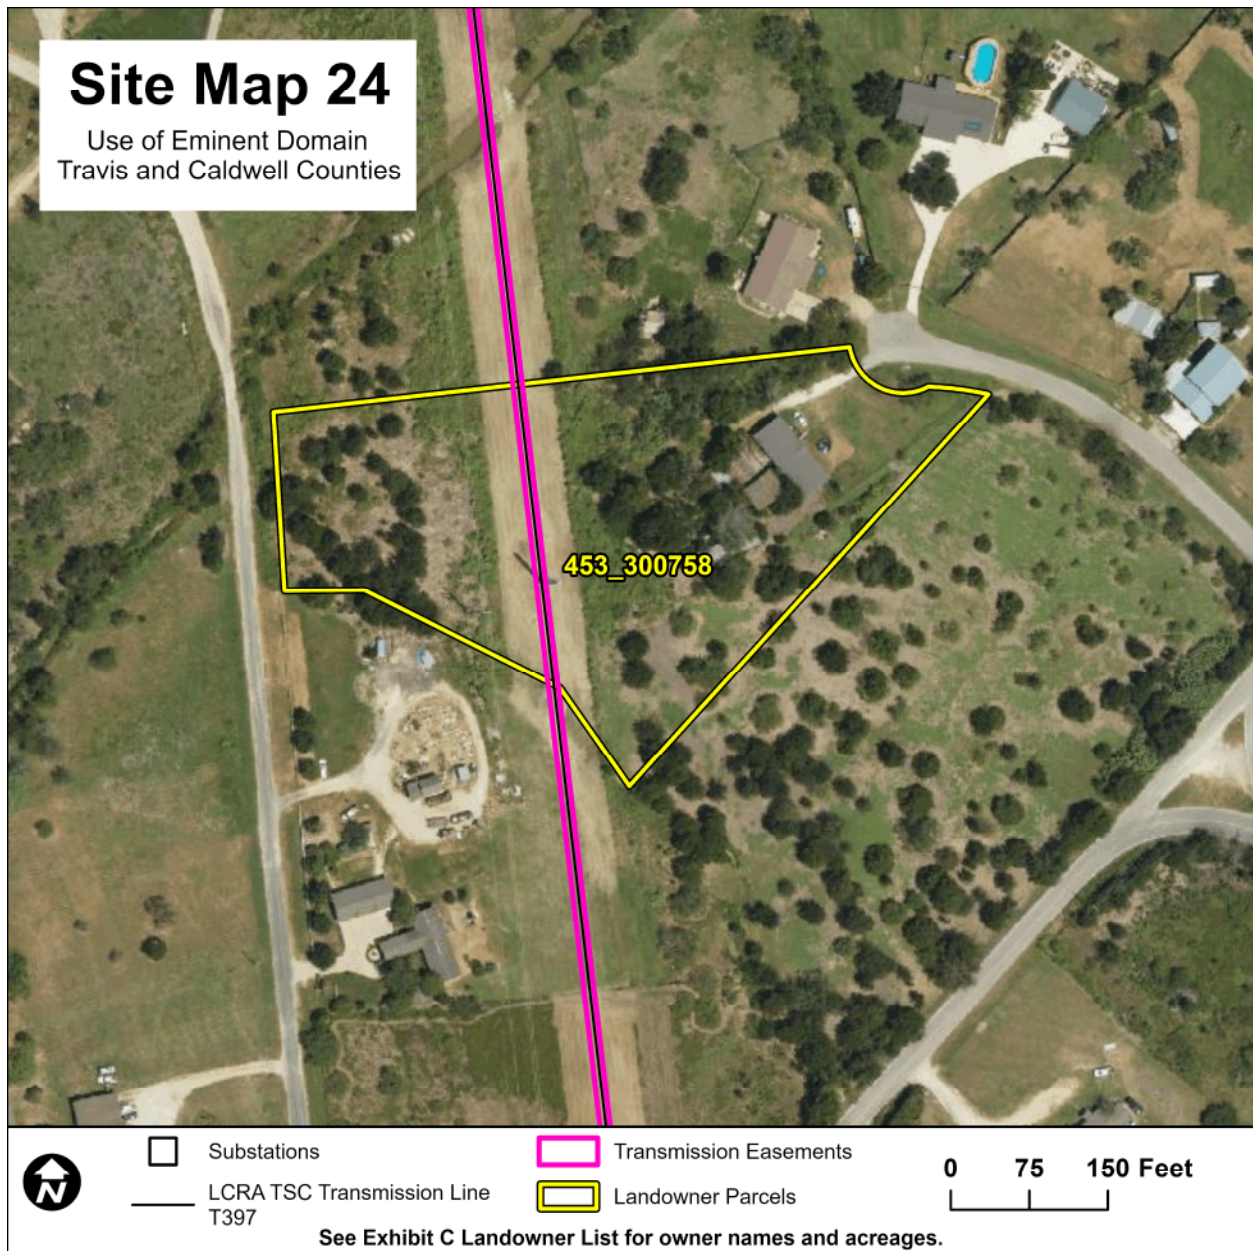 Site Map 24
Use of Eminent Domain
Travis and Caldwell Counties
453_300758
N
Substations
LCRA TSC Transmission Line
T397
Transmission Easements
Landowner Parcels
0 75 150 Feet
See Exhibit C Landowner List for owner names and acreages.